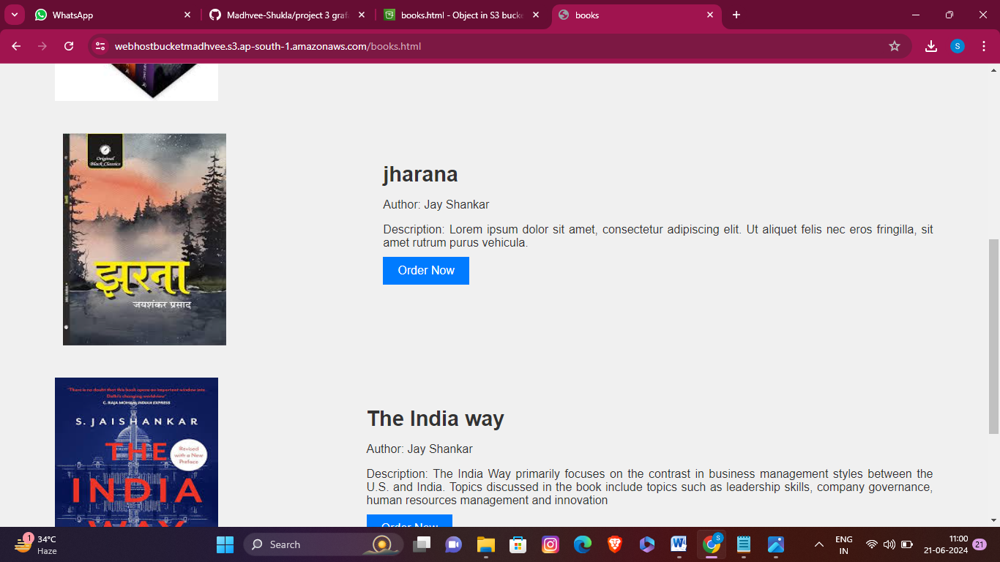 WhatsApp
Madhvee-Shukla/project 3 grafa
books.html - Object in S3 bucke
books
webhostbucketmadhvee.s3.ap-south-1.amazonaws.com/books.html
S
Original
Black Classics
झरना
जयशंकर प्रसाद
jharana
Author: Jay Shankar
Description: Lorem ipsum dolor sit amet, consectetur adipiscing elit. Ut aliquet felis nec eros fringilla, sit
amet rutrum purus vehicula.
Order Now
"There is no doubt that this book opens an important window into
Delhi's changing worldview"
C. RAJA MOHAN, INDIAN EXPRESS
S. JAISHANKAR
THE
INDIA
WAY
Revised
with a New
Preface
The India way
Author: Jay Shankar
Description: The India Way primarily focuses on the contrast in business management styles between the
U.S. and India. Topics discussed in the book include topics such as leadership skills, company governance,
human resources management and innovation
Order Now
1
34°C
Haze
Search
S
ENG
IN
11:00
21-06-2024
21